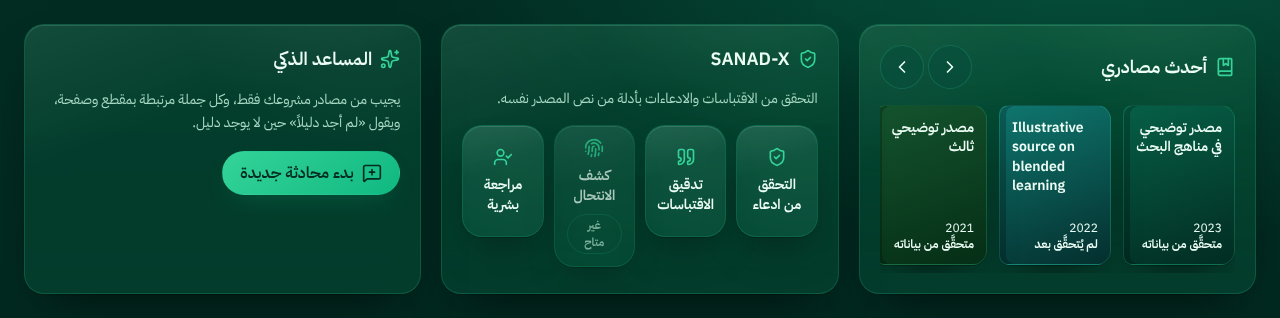 أحدث مصادري
مصدر توضيحي
في مناهج البحث
2023
متحقَّق من بياناته
Illustrative
source on
blended
learning
2022
لم يُتحقَّق بعد
مصدر توضيحي
ثالث
2021
متحقَّق من بياناته
SANAD-X
التحقق من الاقتباسات والادعاءات بأدلة من نص المصدر نفسه.
التحقق
من ادعاء
تدقيق
الاقتباسات
كشف
الانتحال
غير
متاح
مراجعة
بشرية
المساعد الذكي
يجيب من مصادر مشروعك فقط، وكل جملة مرتبطة بمقطع وصفحة،
ويقول «لم أجد دليلاً» حين لا يوجد دليل.
بدء محادثة جديدة